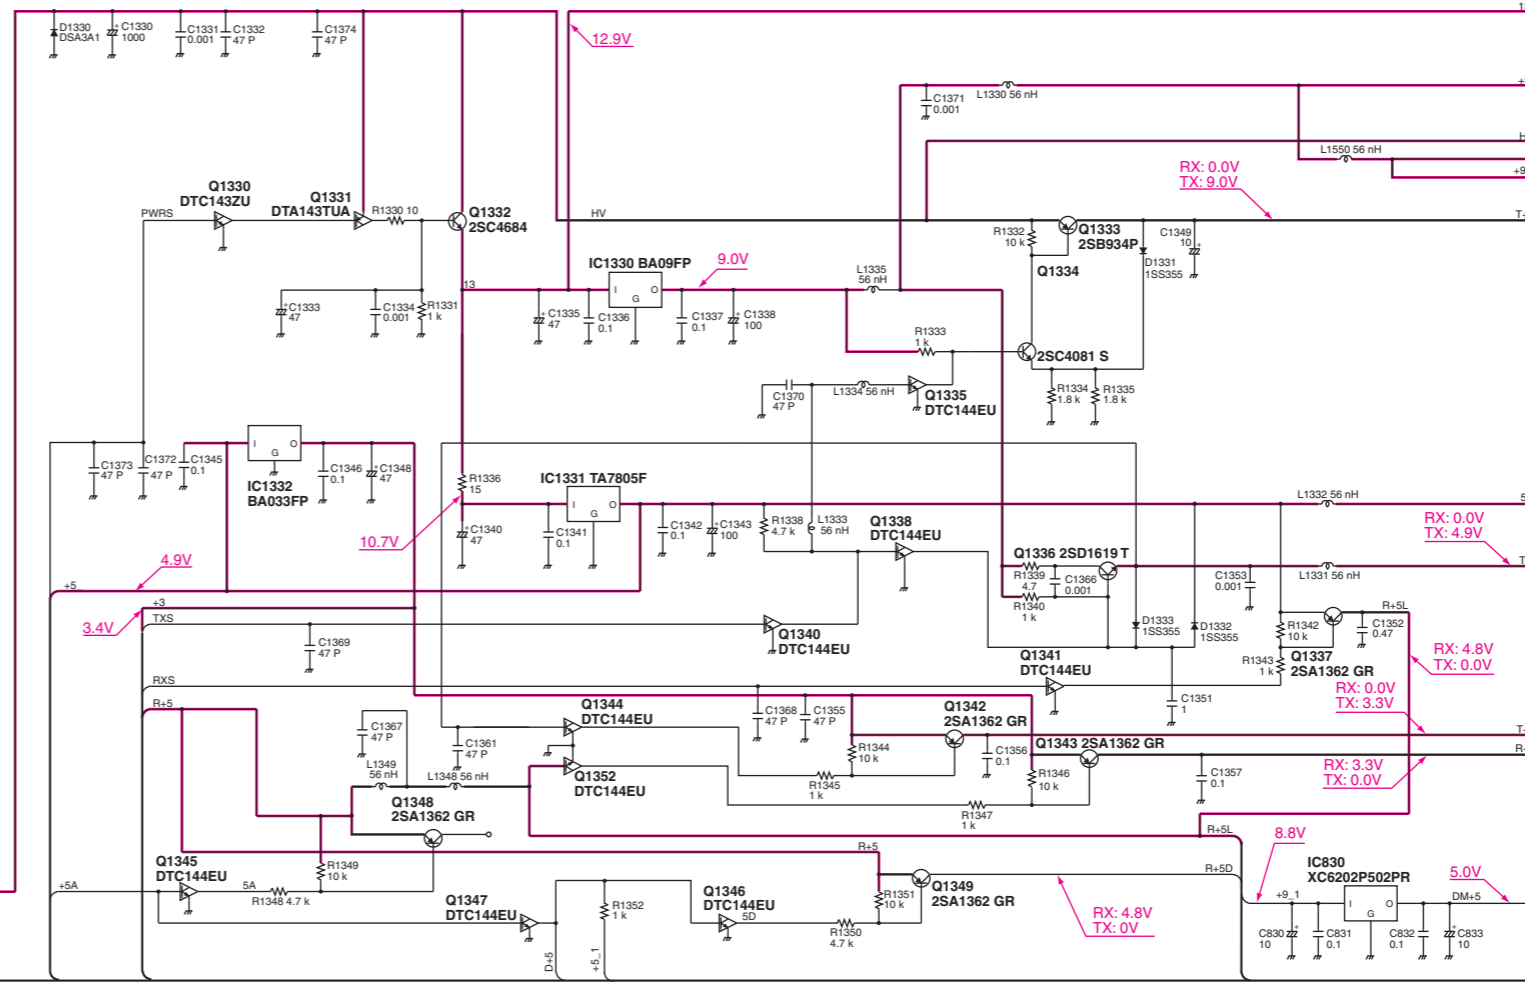 D1330
DSA3A1
C1330
1000
C1331
0.001
C1332
47 P
C1374
47 P
12.9V
C1371
0.001
L1330 56 nH
L1550 56 nH
+9
RX: 0.0V
TX: 9.0V
PWRS
Q1330
DTC143ZU
Q1331
DTA143TUA
R1330 10
Q1332
2SC4684
HV
R1332
10 k
Q1333
2SB934P
Q1334
C1349
10
D1331
1SS355
13
C1333
47
C1334
0.001
R1331
1 k
IC1330 BA09FP
I
O
G
9.0V
C1335
47
C1336
0.1
C1337
0.1
C1338
100
L1335
56 nH
R1333
1 k
2SC4081 S
C1370
47 P
L1334 56 nH
Q1335
DTC144EU
R1334
1.8 k
R1335
1.8 k
C1373
47 P
C1372
47 P
C1345
0.1
I
O
G
IC1332
BA033FP
C1346
0.1
C1348
47
R1336
15
10.7V
C1340
47
IC1331 TA7805F
I
O
G
C1341
0.1
C1342
0.1
C1343
100
R1338
4.7 k
L1333
56 nH
Q1338
DTC144EU
L1332 56 nH
RX: 0.0V
TX: 4.9V
4.9V
+5
+3
3.4V
TXS
C1369
47 P
Q1340
DTC144EU
Q1336 2SD1619 T
R1339
4.7
C1366
0.001
R1340
1 k
C1353
0.001
L1331 56 nH
D1333
1SS355
D1332
1SS355
R1342
10 k
R+5L
C1352
0.47
R1343
1 k
Q1337
2SA1362 GR
RX: 4.8V
TX: 0.0V
RXS
Q1341
DTC144EU
C1351
1
RX: 0.0V
TX: 3.3V
R+5
C1367
47 P
C1361
47 P
Q1344
DTC144EU
C1368
47 P
C1355
47 P
Q1342
2SA1362 GR
C1356
0.1
R1344
10 k
Q1343 2SA1362 GR
R1346
10 k
C1357
0.1
RX: 3.3V
TX: 0.0V
L1349
56 nH
L1348 56 nH
Q1352
DTC144EU
R1345
1 k
R1347
1 k
Q1348
2SA1362 GR
R+5L
8.8V
Q1345
DTC144EU
+5A
5A
R1348 4.7 k
R1349
10 k
R+5
Q1347
DTC144EU
R1352
1 k
Q1346
DTC144EU
5D
R1350
4.7 k
R1351
10 k
Q1349
2SA1362 GR
R+5D
RX: 4.8V
TX: 0V
D+5
+5_1
IC830
XC6202P502PR
+9_1
I
O
G
DM+5
5.0V
C830
10
C831
0.1
C832
0.1
C833
10